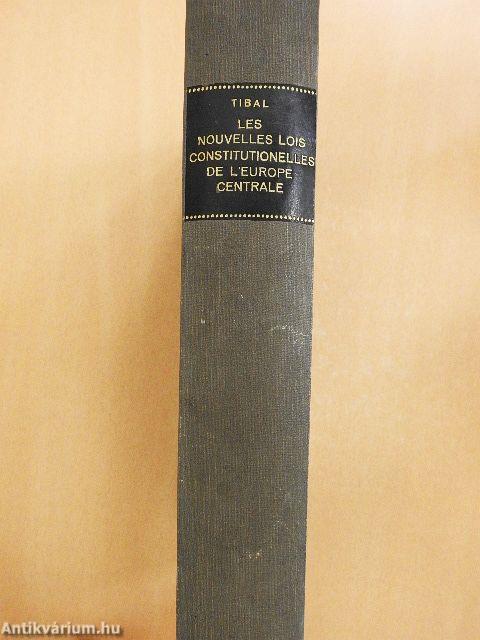 TIBAL
LES
NOUVELLES LOIS
CONSTITUTIONELLES
DE L'EUROPE
CENTRALE
Antikvárium.hu